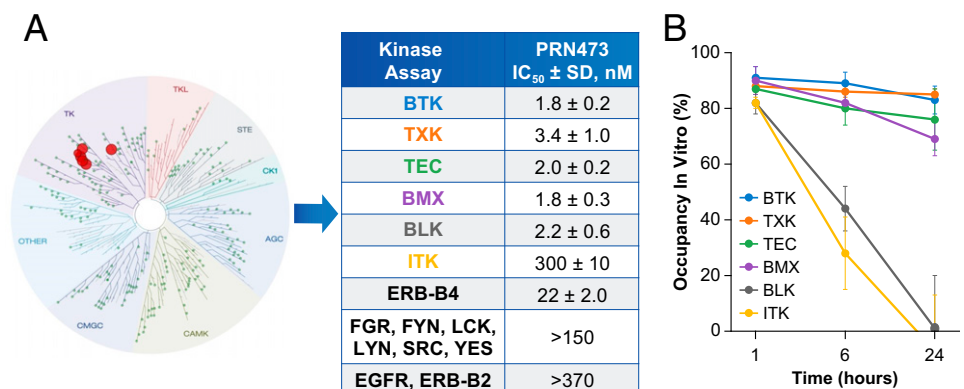 A
TKL
TK
STE
CK1
AGC
CAMK
CMGC
OTHER
Kinase Assay PRN473 IC50 ± SD, nM
BTK 1.8 ± 0.2
TXK 3.4 ± 1.0
TEC 2.0 ± 0.2
BMX 1.8 ± 0.3
BLK 2.2 ± 0.6
ITK 300 ± 10
ERB-B4 22 ± 2.0
FGR, FYN, LCK,
LYN, SRC, YES >150
EGFR, ERB-B2 >370
B
Occupancy In Vitro (%)
100
80
60
40
20
0
BTK
TXK
TEC
BMX
BLK
ITK
1 6 24
Time (hours)